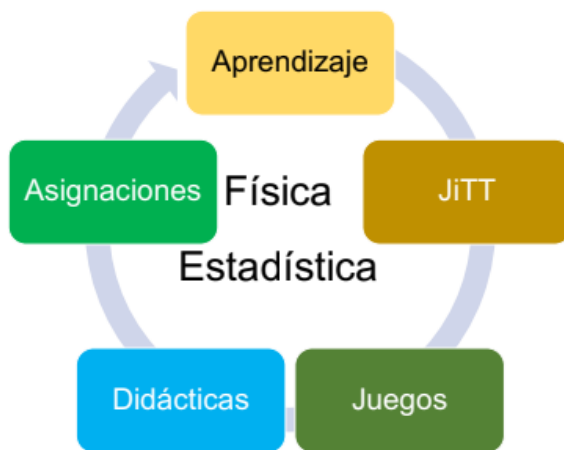 Aprendizaje
Asignaciones
Física
JiTT
Estadística
Didácticas
Juegos